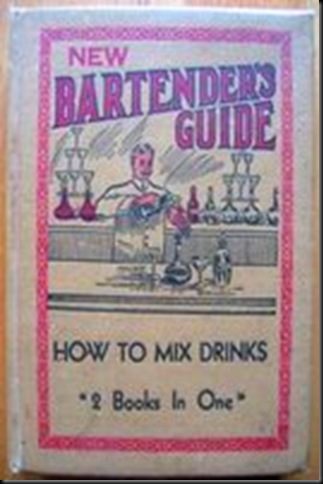 NEW
BARTENDER'S
GUIDE
HOW TO MIX DRINKS
"2 Books In One"